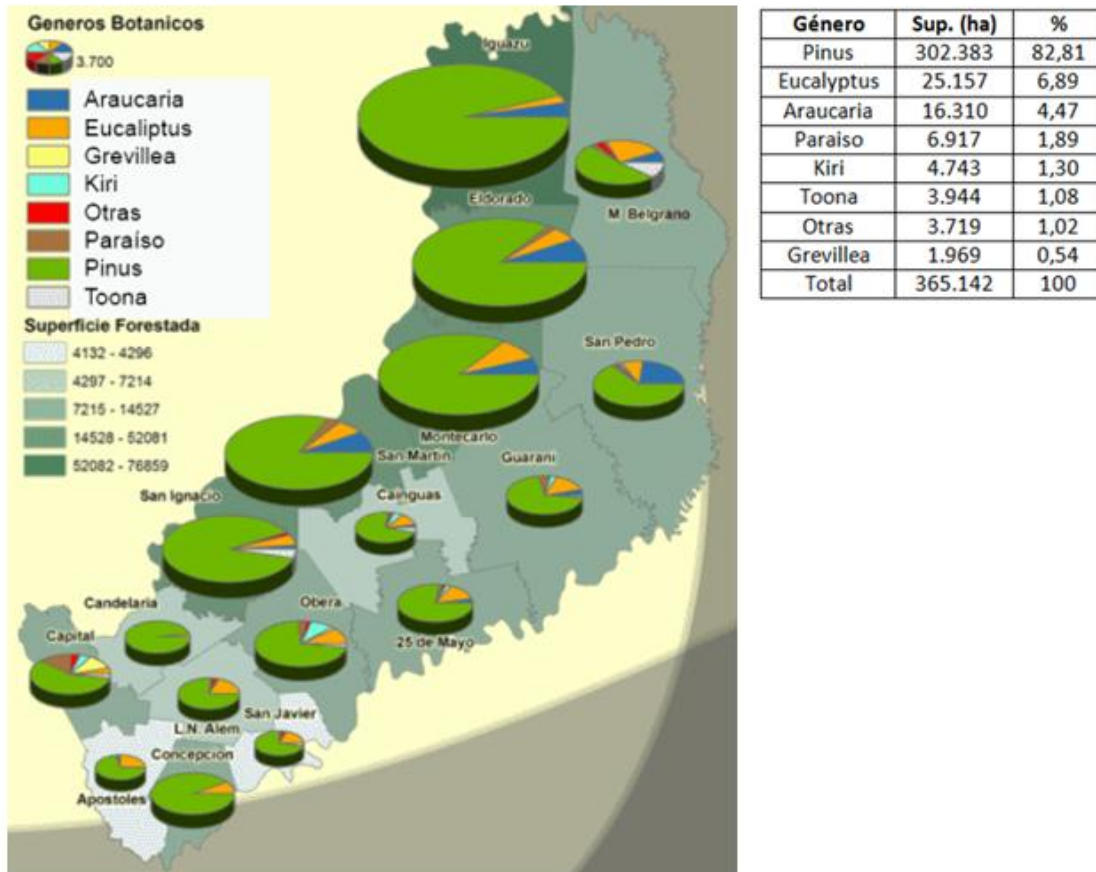 Generos Botanicos
3.700
Araucaria
Eucaliptus
Grevillea
Kiri
Otras
Paraíso
Pinus
Toona
Superficie Forestada
4132 - 4296
4297 - 7214
7215 - 14527
14528 - 52081
52082 - 76859
Iguazu
Eldorado
M. Belgrano
San Pedro
Montecarlo
San Martin
Guarani
San Ignacio
Cainguas
Candelaria
Obera
Capital
25 de Mayo
San Javier
L.N. Alem
Concepción
Apostoles
Género Sup. (ha) %
Pinus 302.383 82,81
Eucalyptus 25.157 6,89
Araucaria 16.310 4,47
Paraiso 6.917 1,89
Kiri 4.743 1,30
Toona 3.944 1,08
Otras 3.719 1,02
Grevillea 1.969 0,54
Total 365.142 100